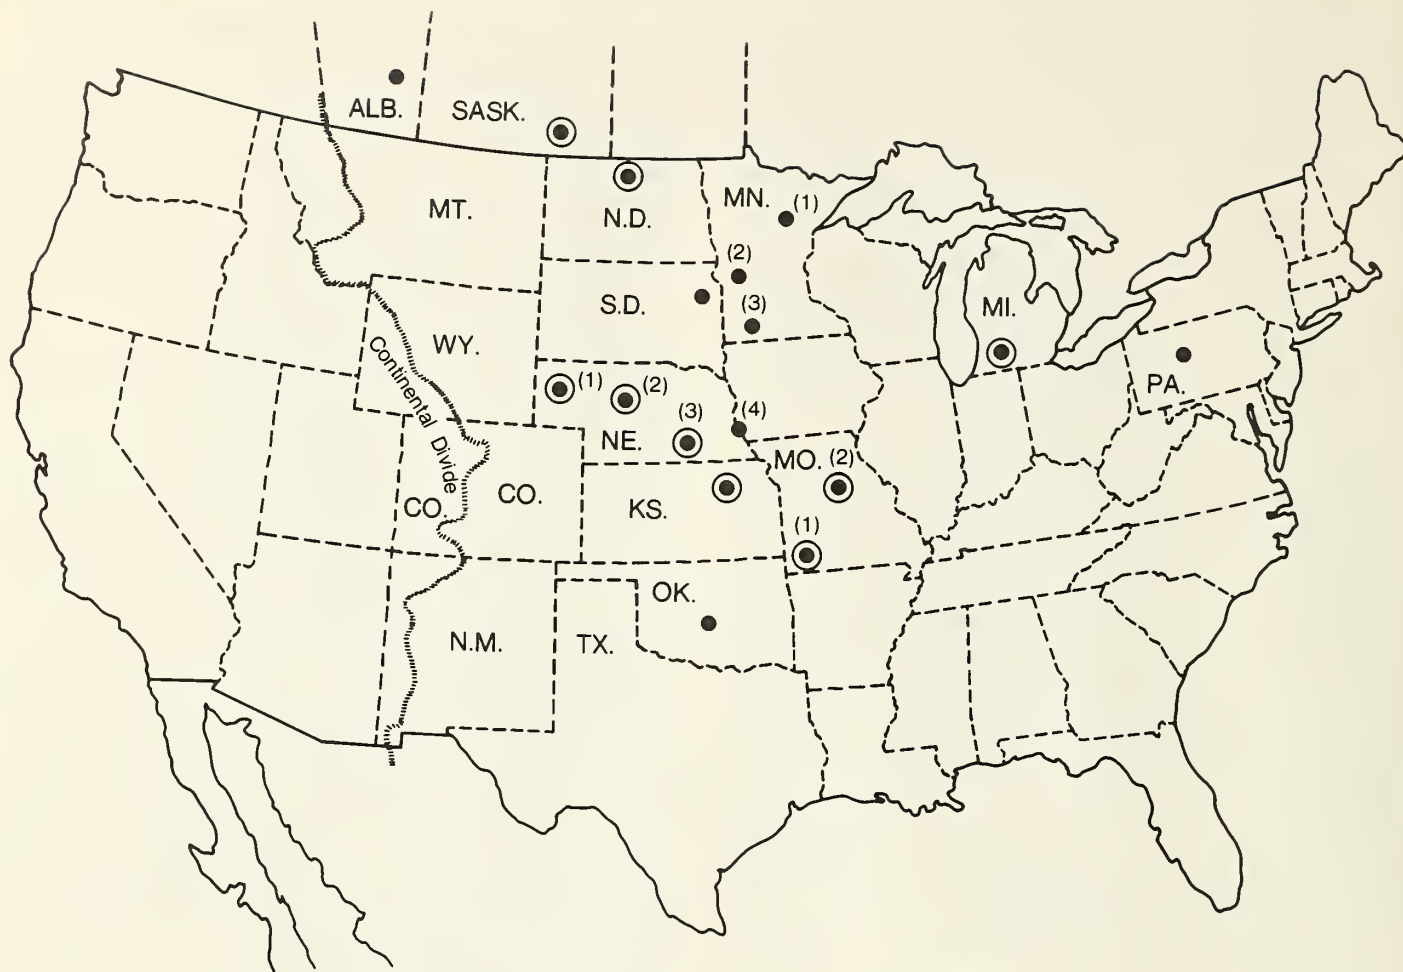 ALB.
SASK.
MT.
N.D.
MN.
(1)
(2)
(3)
S.D.
WY.
MI.
PA.
Continental Divide
(1)
(2)
(3)
(4)
NE.
MO. (2)
(1)
CO.
CO.
KS.
OK.
N.M.
TX.